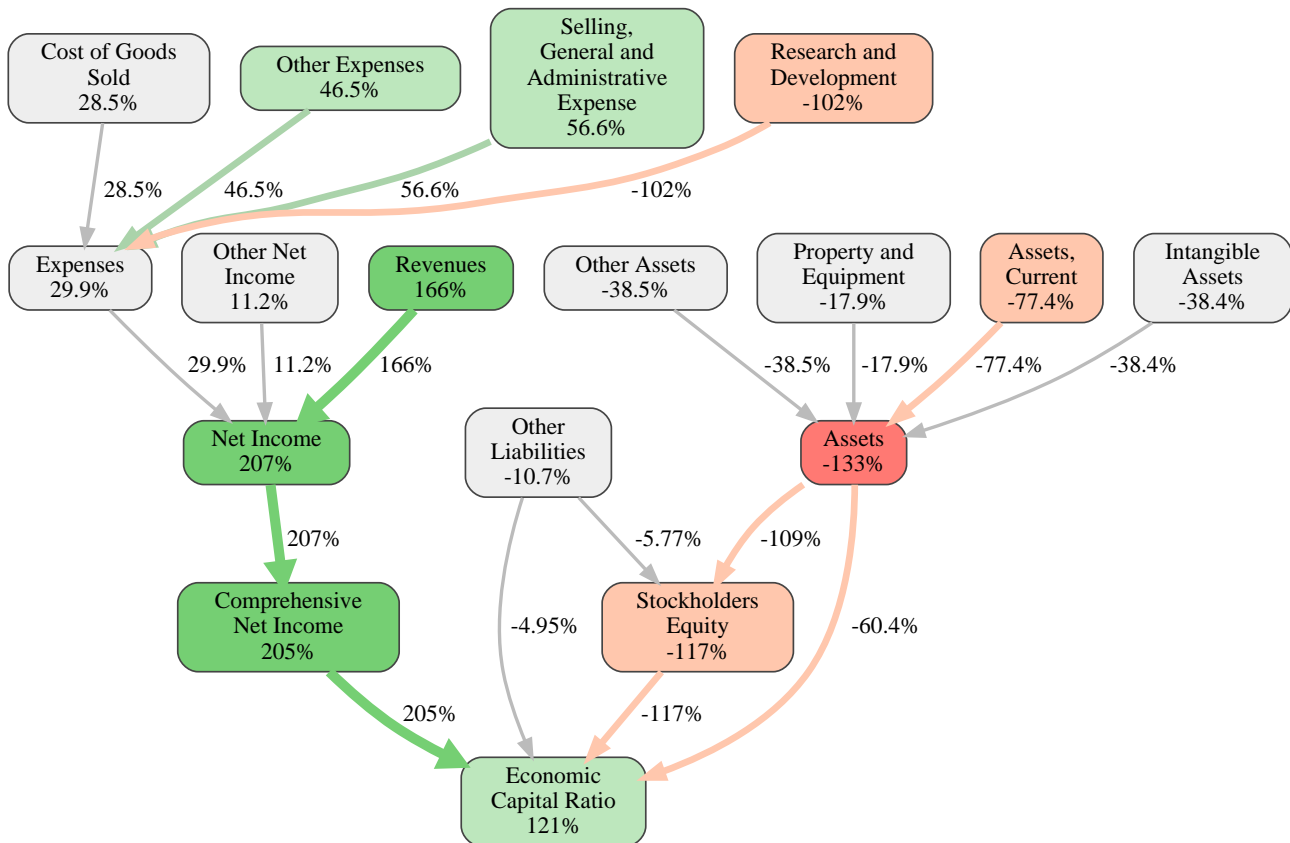 Cost of Goods
Sold
28.5%
Other Expenses
46.5%
Selling,
General and
Administrative
Expense
56.6%
Research and
Development
-102%
28.5%
46.5%
56.6%
-102%
Expenses
29.9%
Other Net
Income
11.2%
Revenues
166%
Other Assets
-38.5%
Property and
Equipment
-17.9%
Assets,
Current
-77.4%
Intangible
Assets
-38.4%
29.9%
11.2%
166%
-38.5%
-17.9%
-77.4%
-38.4%
Net Income
207%
Other
Liabilities
-10.7%
Assets
-133%
207%
-5.77%
-109%
Comprehensive
Net Income
205%
-4.95%
Stockholders
Equity
-117%
-60.4%
205%
-117%
Economic
Capital Ratio
121%